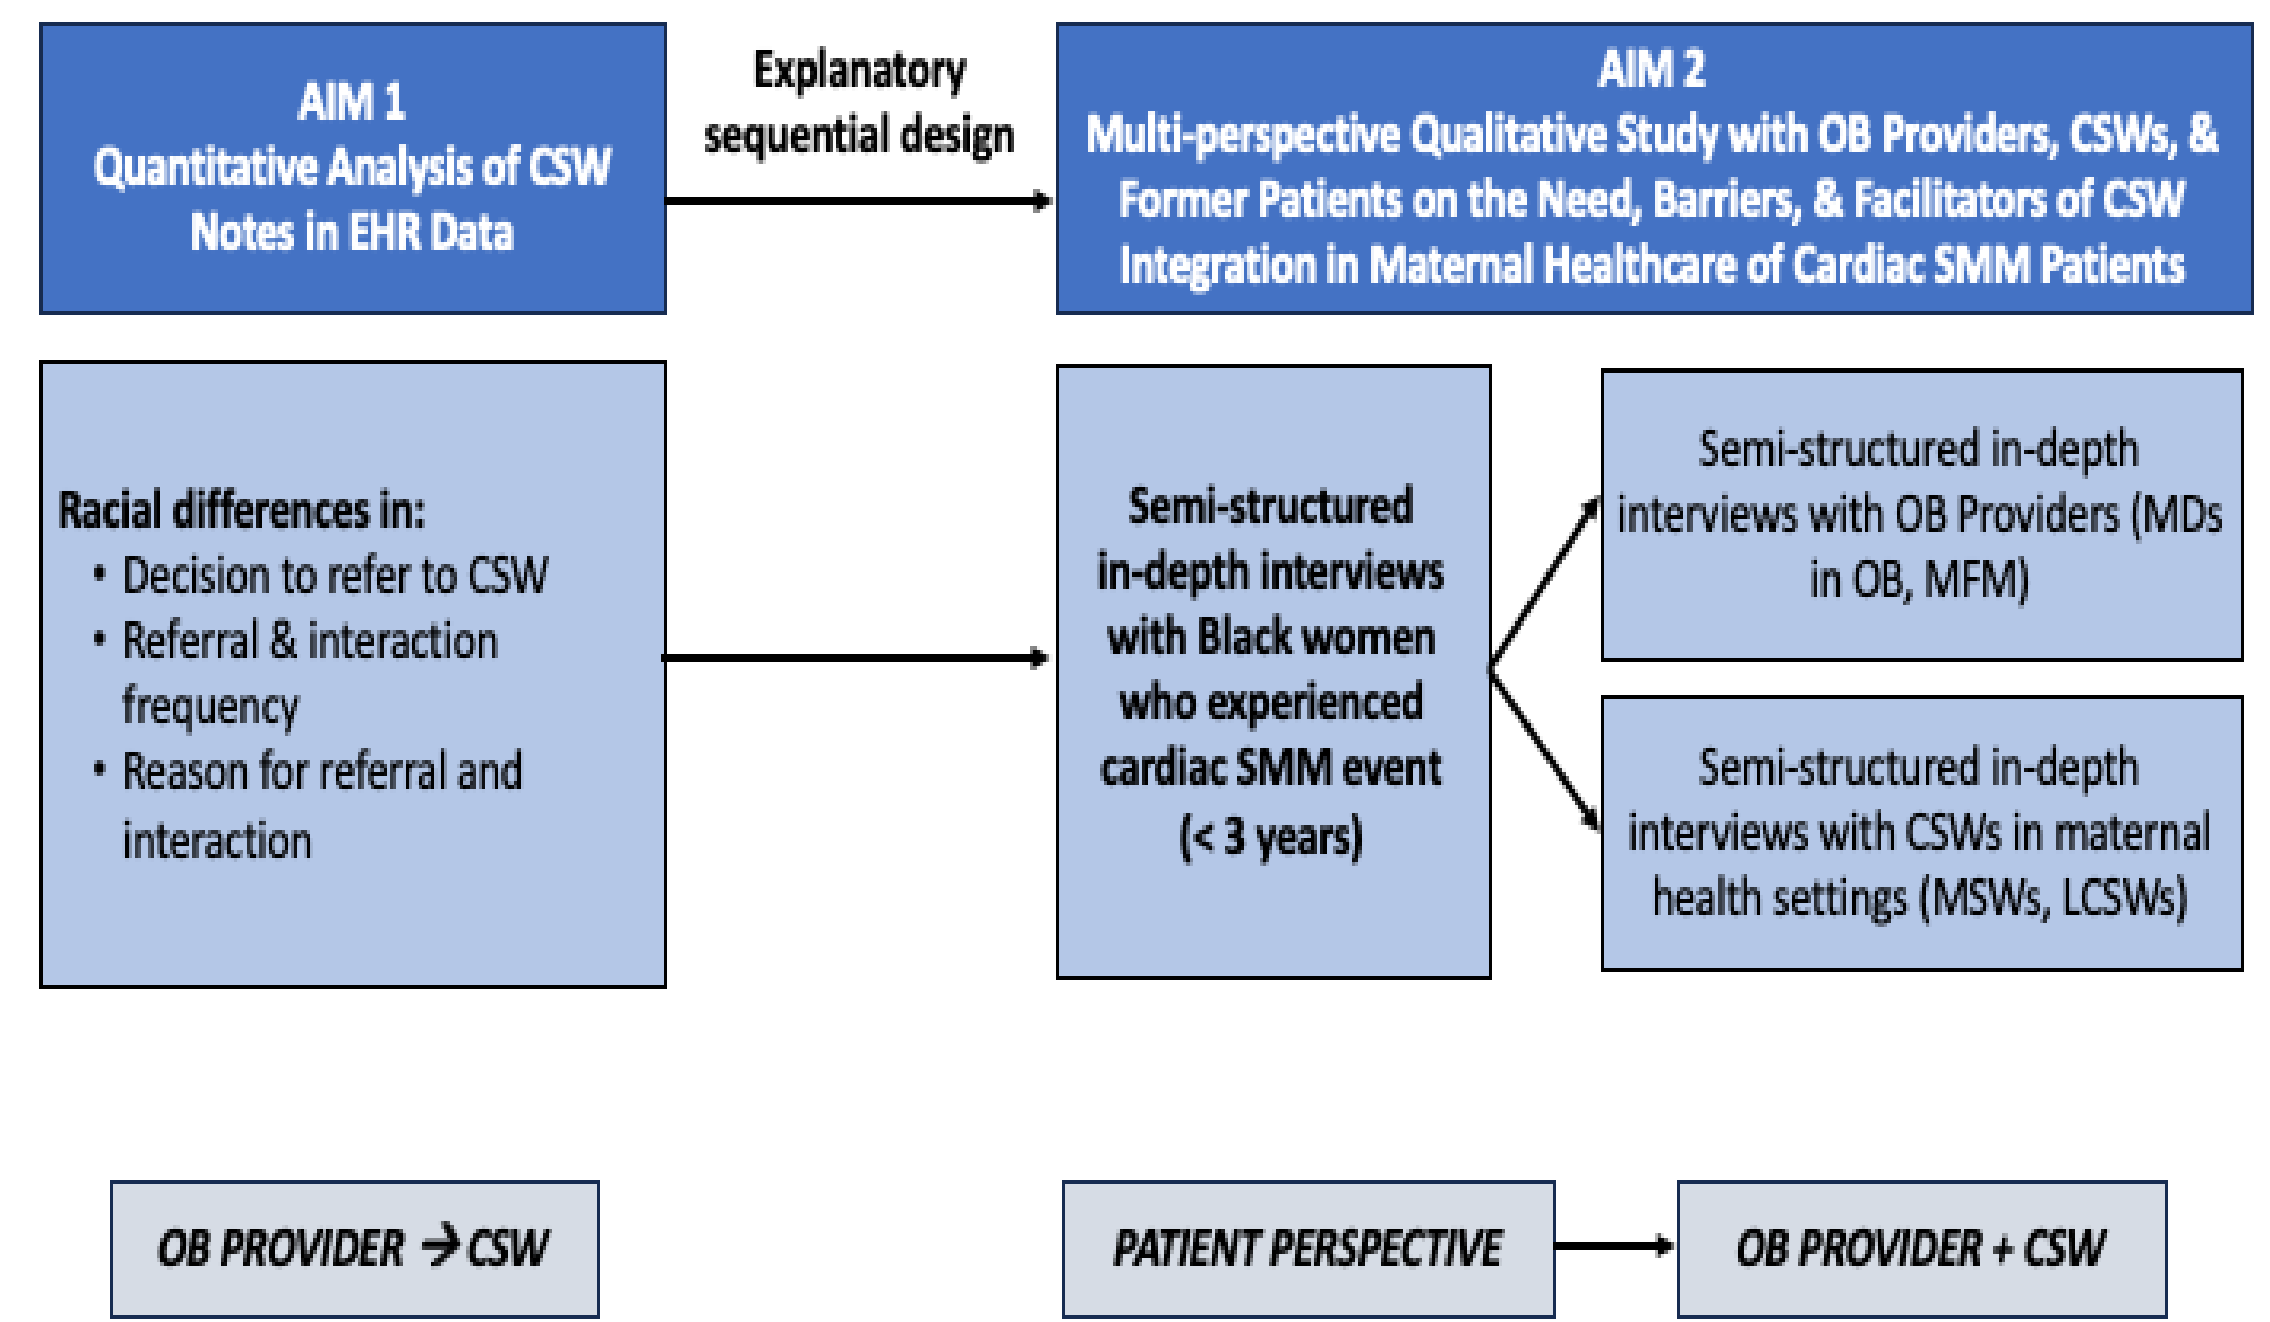 AIM 1
Quantitative Analysis of CSW
Notes in EHR Data
Explanatory
sequential design
AIM 2
Multi-perspective Qualitative Study with OB Providers, CSWs, &
Former Patients on the Need, Barriers, & Facilitators of CSW
Integration in Maternal Healthcare of Cardiac SMM Patients
Racial differences in:
• Decision to refer to CSW
• Referral & interaction
frequency
• Reason for referral and
interaction
Semi-structured
in-depth interviews
with Black women
who experienced
cardiac SMM event
(< 3 years)
Semi-structured in-depth
interviews with OB Providers (MDs
in OB, MFM)
Semi-structured in-depth
interviews with CSWs in maternal
health settings (MSWs, LCSWs)
OB PROVIDER → CSW
PATIENT PERSPECTIVE
OB PROVIDER + CSW